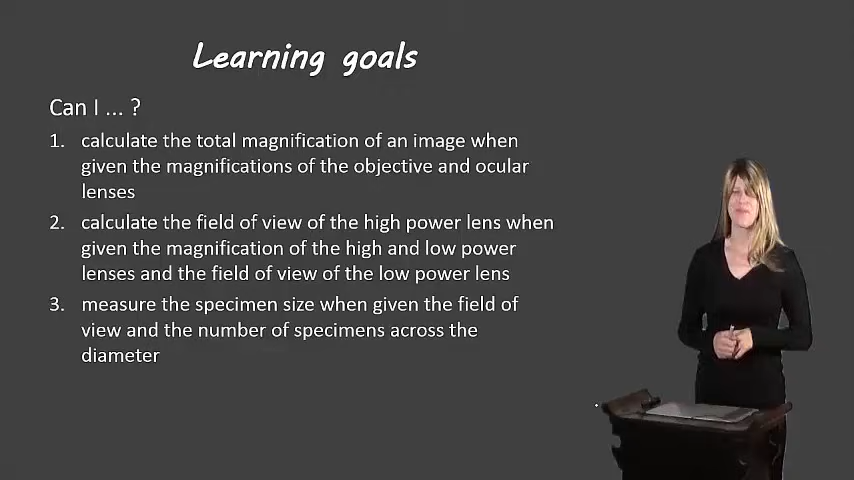 Learning goals
Can I ... ?
1. calculate the total magnification of an image when
given the magnifications of the objective and ocular
lenses
2. calculate the field of view of the high power lens when
given the magnification of the high and low power
lenses and the field of view of the low power lens
3. measure the specimen size when given the field of
view and the number of specimens across the
diameter